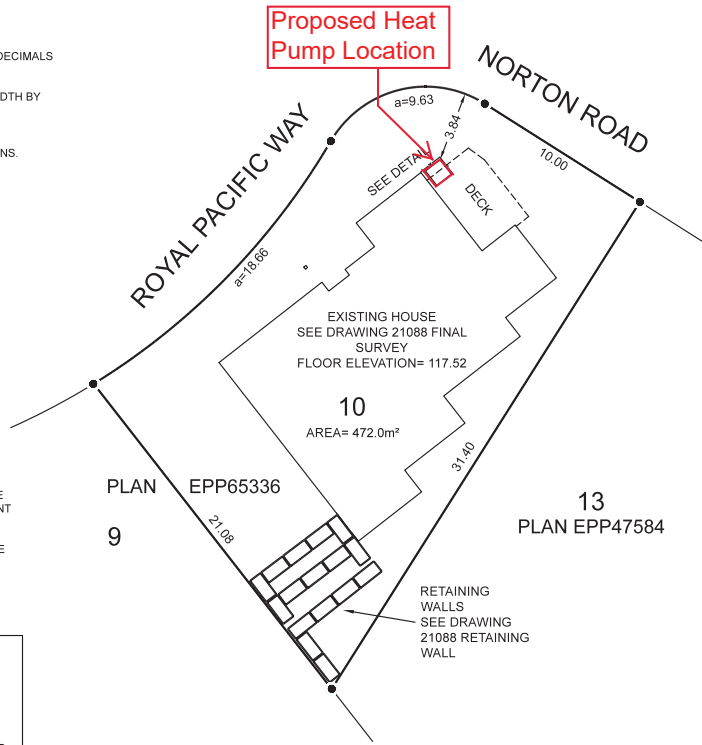 Proposed Heat
Pump Location
DECIMALS
DTH BY
NS.
NORTON ROAD
ROYAL PACIFIC WAY
a=9.63
3.84
10.00
SEE DETAIL
DECK
a=18.66
EXISTING HOUSE
SEE DRAWING 21088 FINAL
SURVEY
FLOOR ELEVATION= 117.52
10
AREA= 472.0m²
31.40
PLAN EPP65336
9
21.08
E
NT
E
13
PLAN EPP47584
RETAINING
WALLS
SEE DRAWING
21088 RETAINING
WALL